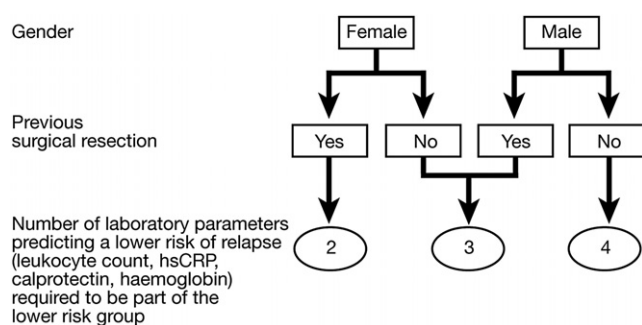 Gender
Female
Male
Previous
surgical resection
Yes
No
Yes
No
Number of laboratory parameters
predicting a lower risk of relapse
(leukocyte count, hsCRP,
calprotectin, haemoglobin)
required to be part of the
lower risk group
2
3
4